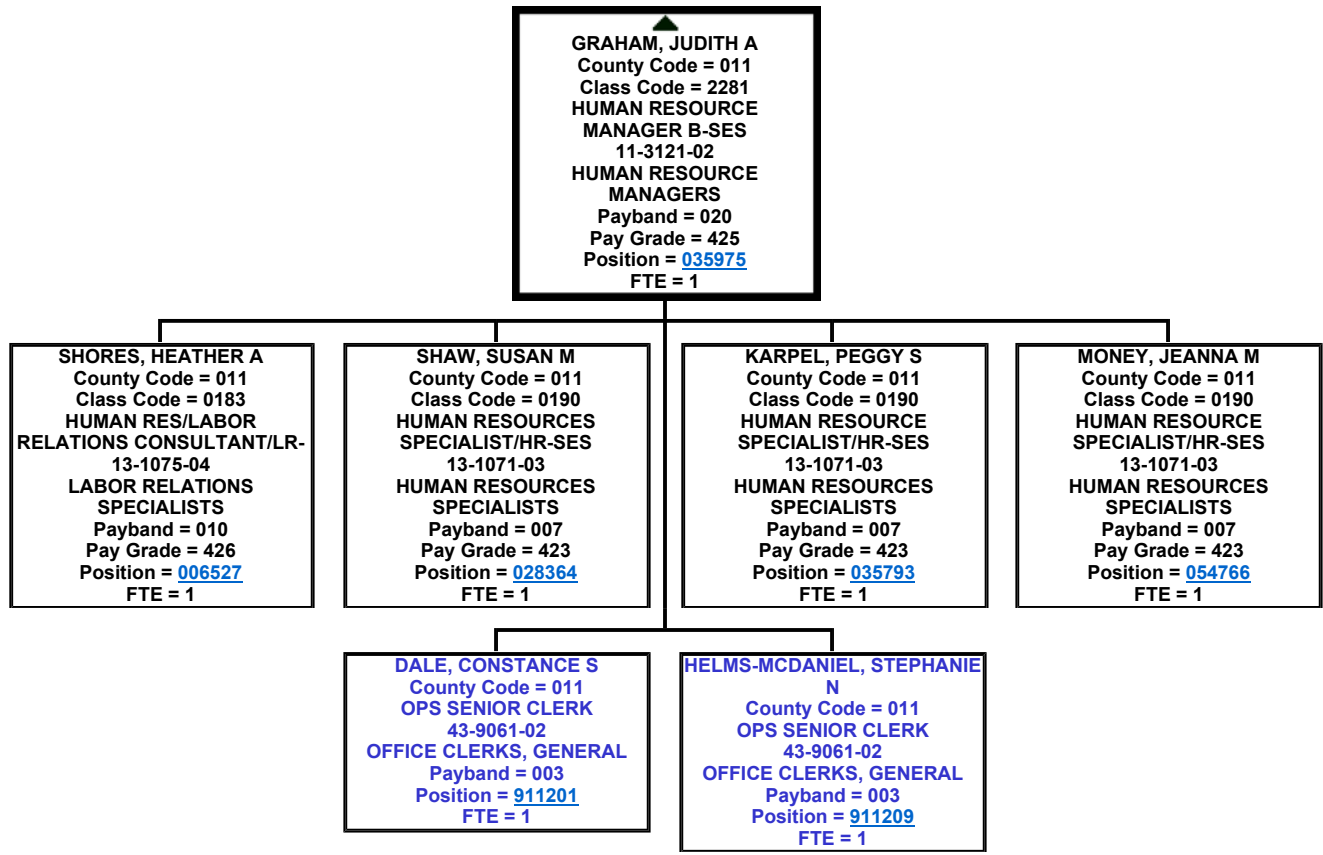 GRAHAM, JUDITH A
County Code = 011
Class Code = 2281
HUMAN RESOURCE
MANAGER B-SES
11-3121-02
HUMAN RESOURCE
MANAGERS
Payband = 020
Pay Grade = 425
Position = 035975
FTE = 1
SHORES, HEATHER A
County Code = 011
Class Code = 0183
HUMAN RES/LABOR
RELATIONS CONSULTANT/LR-
13-1075-04
LABOR RELATIONS
SPECIALISTS
Payband = 010
Pay Grade = 426
Position = 006527
FTE = 1
SHAW, SUSAN M
County Code = 011
Class Code = 0190
HUMAN RESOURCES
SPECIALIST/HR-SES
13-1071-03
HUMAN RESOURCES
SPECIALISTS
Payband = 007
Pay Grade = 423
Position = 028364
FTE = 1
KARPEL, PEGGY S
County Code = 011
Class Code = 0190
HUMAN RESOURCE
SPECIALIST/HR-SES
13-1071-03
HUMAN RESOURCES
SPECIALISTS
Payband = 007
Pay Grade = 423
Position = 035793
FTE = 1
MONEY, JEANNA M
County Code = 011
Class Code = 0190
HUMAN RESOURCE
SPECIALIST/HR-SES
13-1071-03
HUMAN RESOURCES
SPECIALISTS
Payband = 007
Pay Grade = 423
Position = 054766
FTE = 1
DALE, CONSTANCE S
County Code = 011
OPS SENIOR CLERK
43-9061-02
OFFICE CLERKS, GENERAL
Payband = 003
Position = 911201
FTE = 1
HELMS-MCDANIEL, STEPHANIE
N
County Code = 011
OPS SENIOR CLERK
43-9061-02
OFFICE CLERKS, GENERAL
Payband = 003
Position = 911209
FTE = 1